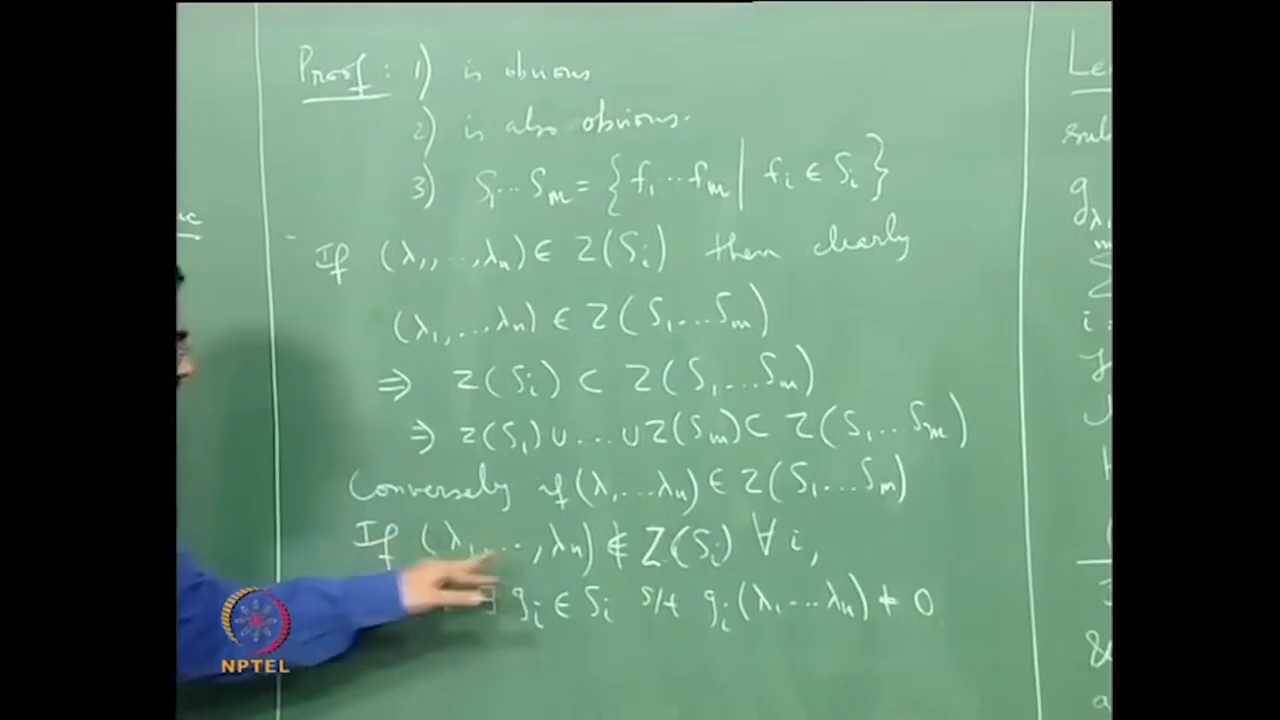 Proof: 1) is obvious
2) is also obvious.
3) S₁...Sₘ = {f₁...fₘ | fᵢ ∈ Sᵢ}
If (λ₁,...,λₙ) ∈ Z(Sᵢ) then clearly
(λ₁,...λₙ) ∈ Z(S₁...Sₘ)
⇒ Z(Sᵢ) ⊂ Z(S₁...Sₘ)
⇒ Z(S₁) ∪ ... ∪ Z(Sₘ) ⊂ Z(S₁...Sₘ)
Conversely if (λ₁...λₙ) ∈ Z(S₁...Sₘ)
If (λ₁,...,λₙ) ∉ Z(Sᵢ) ∀ i,
∃ gᵢ ∈ Sᵢ s/t gᵢ(λ₁...λₙ) ≠ 0.
NPTEL